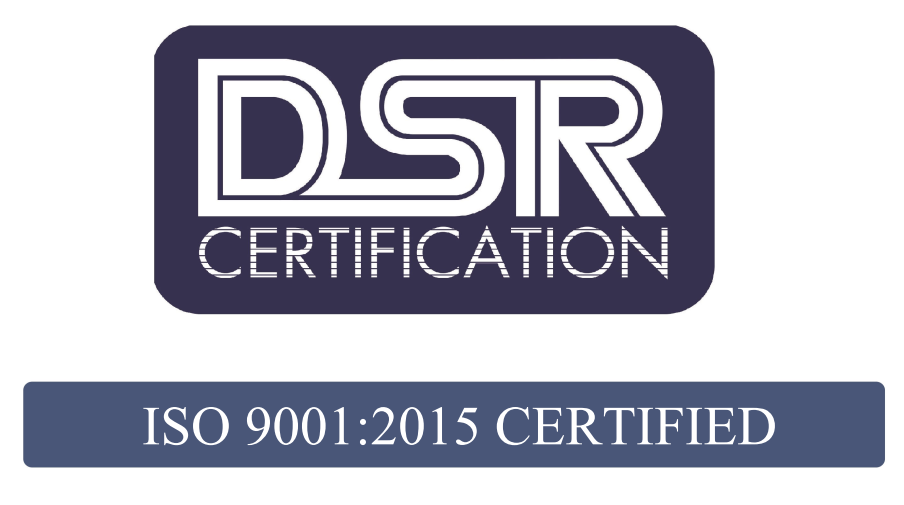 DSR
CERTIFICATION
ISO 9001:2015 CERTIFIED